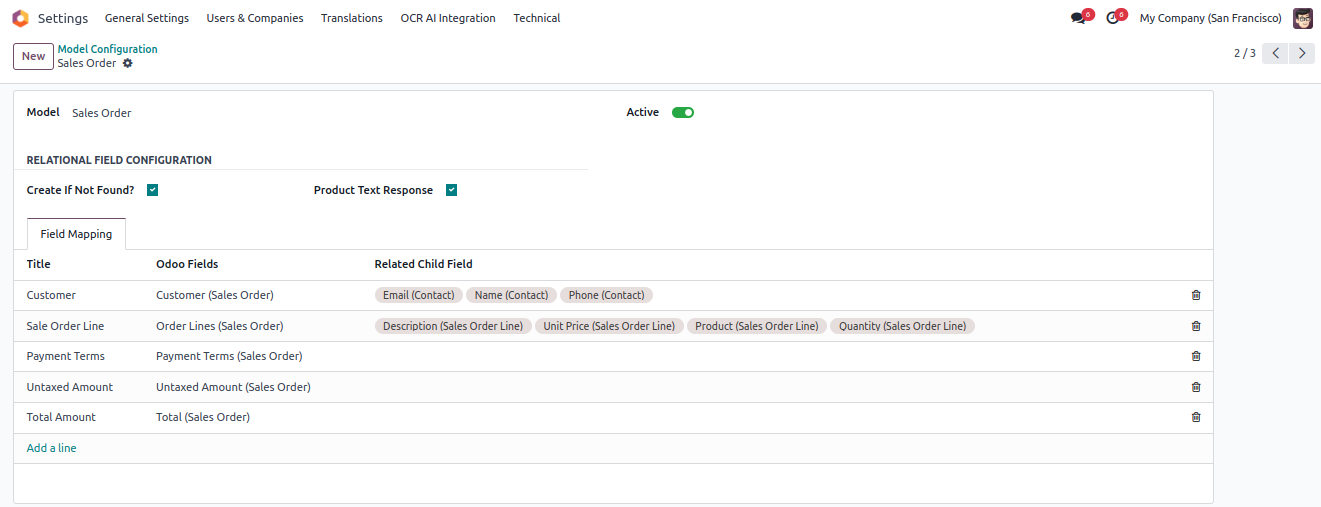 Settings General Settings Users & Companies Translations OCR AI Integration Technical 6 6 My Company (San Francisco)
New Model Configuration 2 / 3
Sales Order
Model Sales Order Active
RELATIONAL FIELD CONFIGURATION
Create If Not Found? Product Text Response
Field Mapping
Title Odoo Fields Related Child Field
Customer Customer (Sales Order) Email (Contact) Name (Contact) Phone (Contact)
Sale Order Line Order Lines (Sales Order) Description (Sales Order Line) Unit Price (Sales Order Line) Product (Sales Order Line) Quantity (Sales Order Line)
Payment Terms Payment Terms (Sales Order)
Untaxed Amount Untaxed Amount (Sales Order)
Total Amount Total (Sales Order)
Add a line